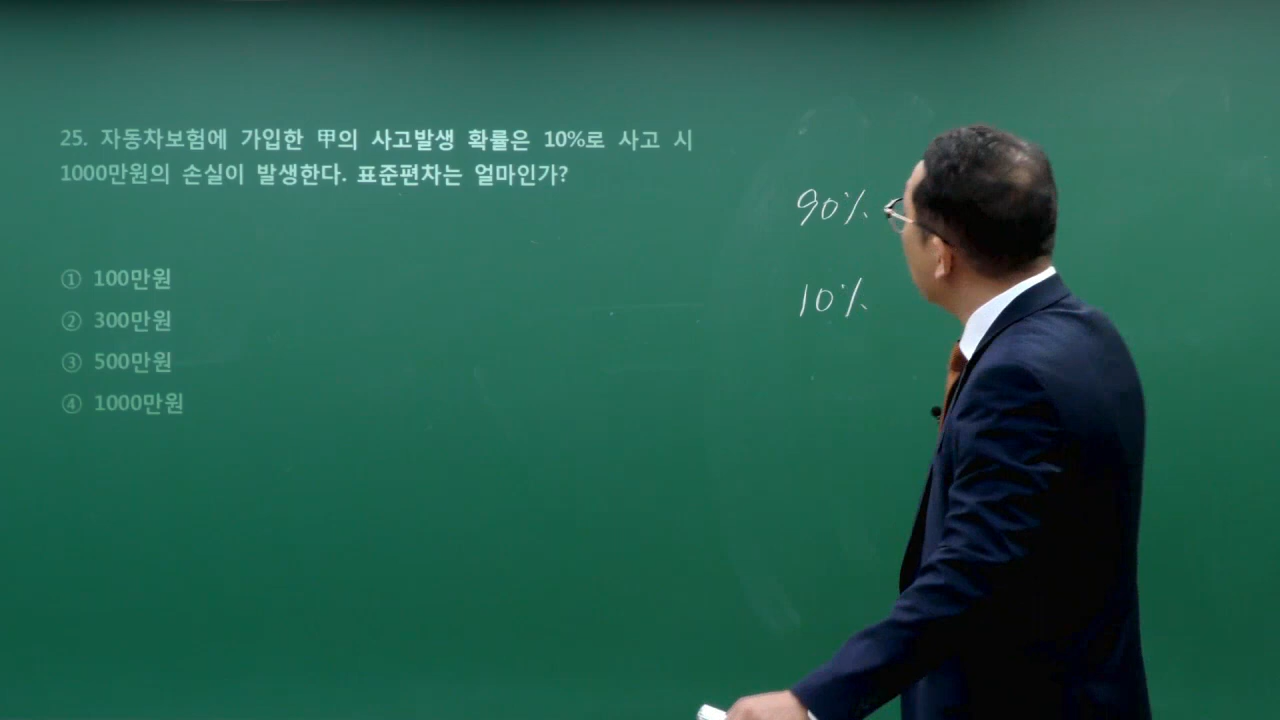 25. 자동차보험에 가입한 甲의 사고발생 확률은 10%로 사고 시
1000만원의 손실이 발생한다. 표준편차는 얼마인가?
① 100만원
② 300만원
③ 500만원
④ 1000만원
90%
10%